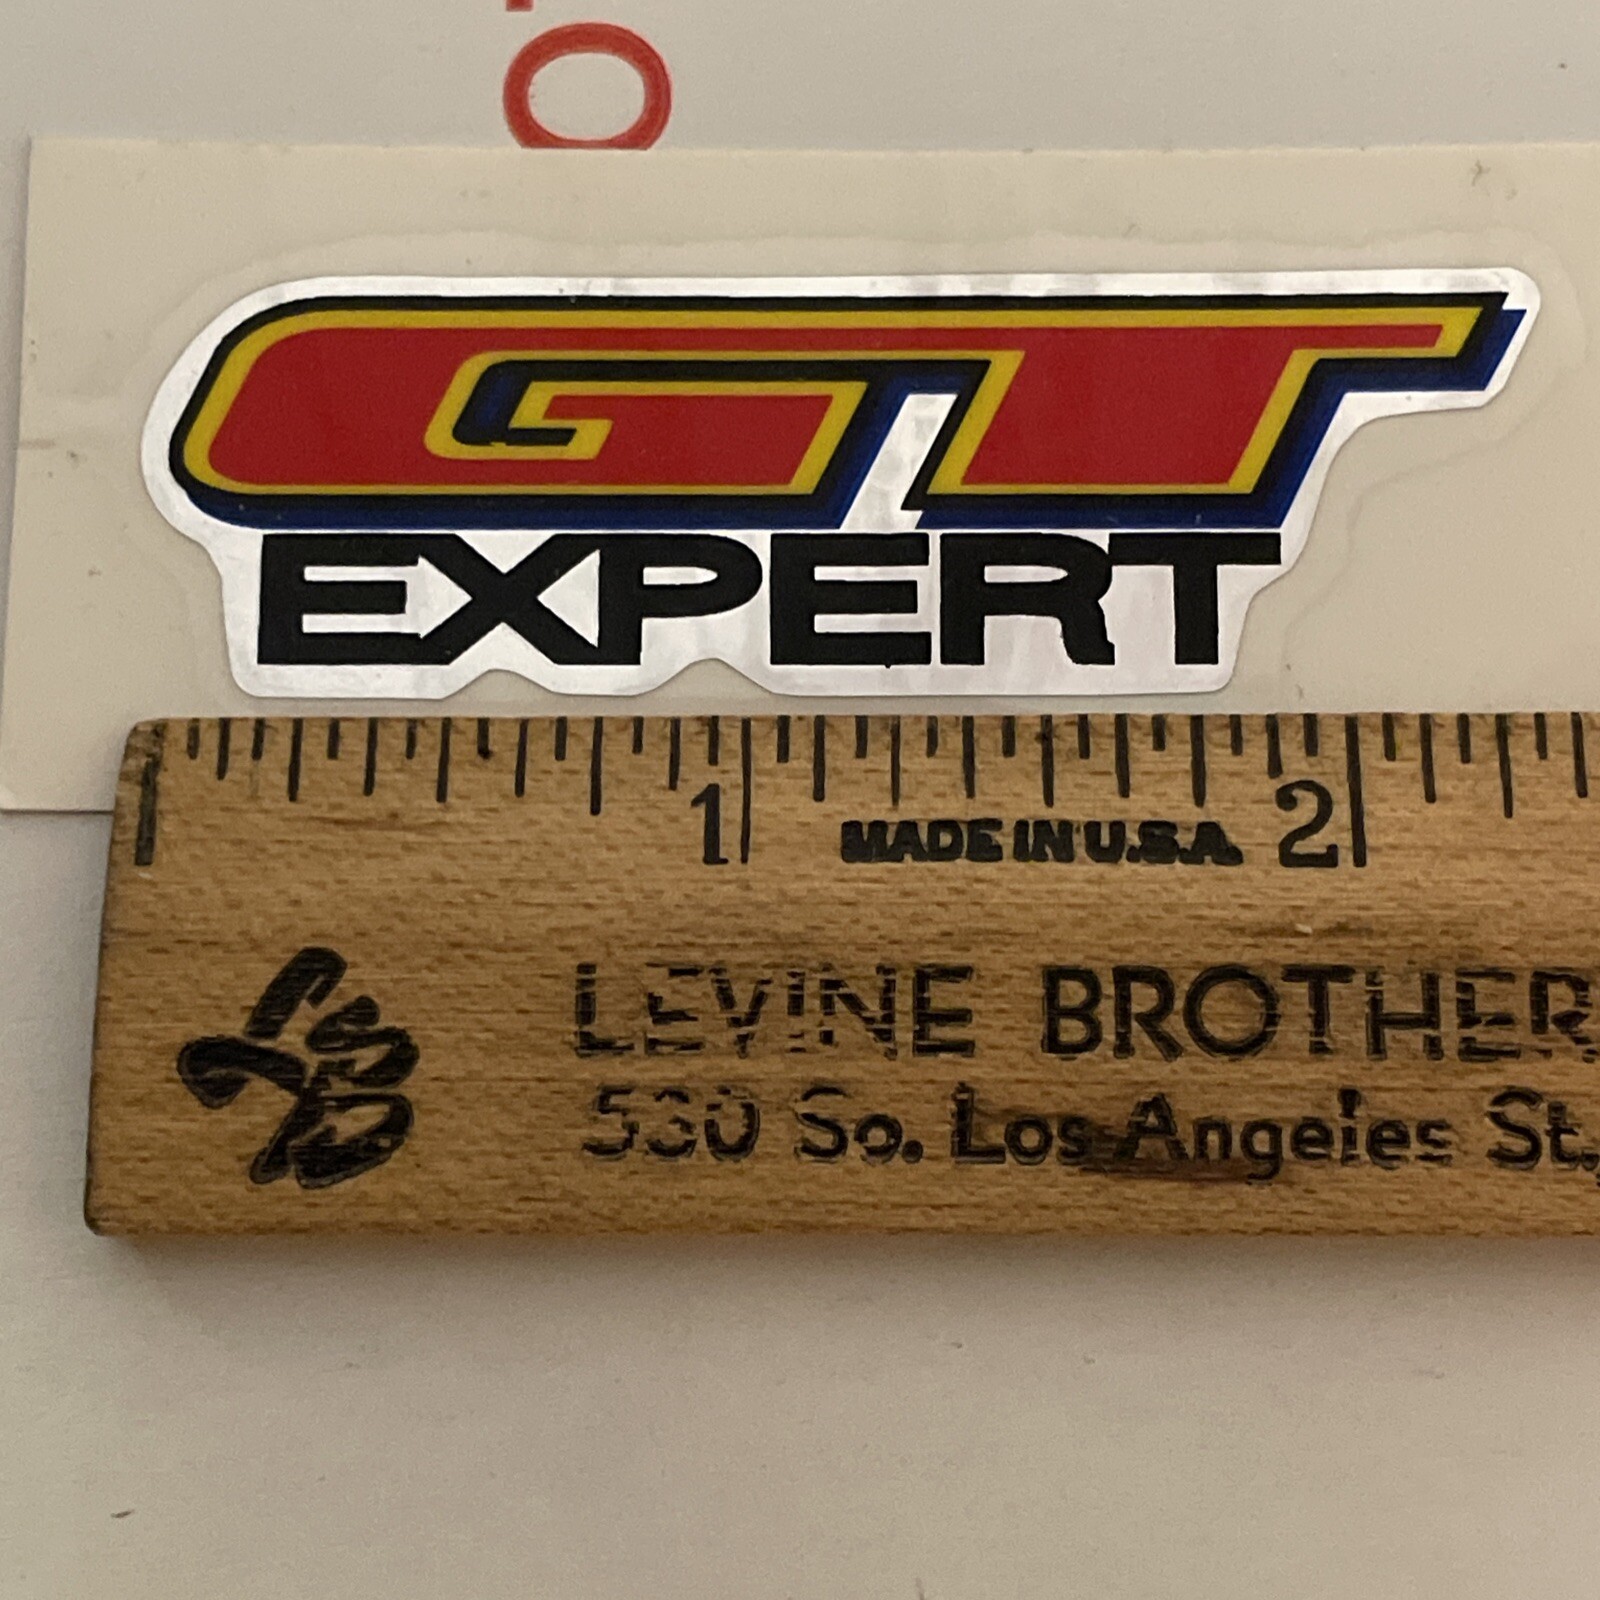 O
GT
EXPERT
1 MADE IN U.S.A. 2
LEVINE BROTHER
530 So. Los Angeles St.,